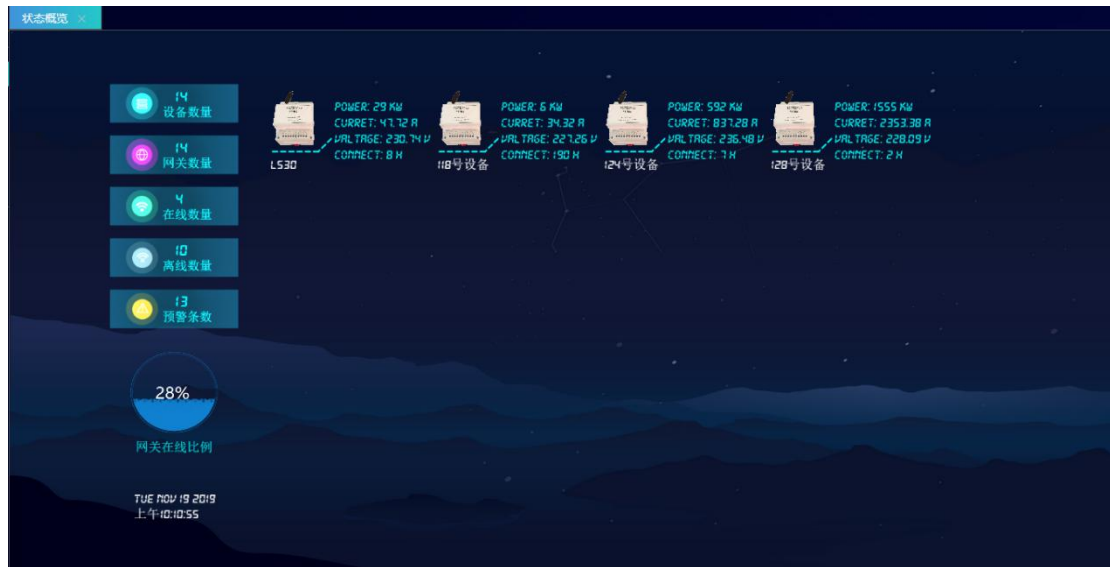 状态概览 ×
14
设备数量
14
网关数量
4
在线数量
10
离线数量
13
预警条数
28%
网关在线比例
TUE NOV 19 2019
上午10:10:55
POWER: 29 KW
CURRET: 47.72 A
VALTAGE: 230.74 V
CONNECT: 8 H
LS30
POWER: 6 KW
CURRET: 34.32 A
VALTAGE: 227.26 V
CONNECT: 190 H
118号设备
POWER: 592 KW
CURRET: 837.28 A
VALTAGE: 236.48 V
CONNECT: 7 H
124号设备
POWER: 1555 KW
CURRET: 2353.38 A
VALTAGE: 228.09 V
CONNECT: 2 H
128号设备